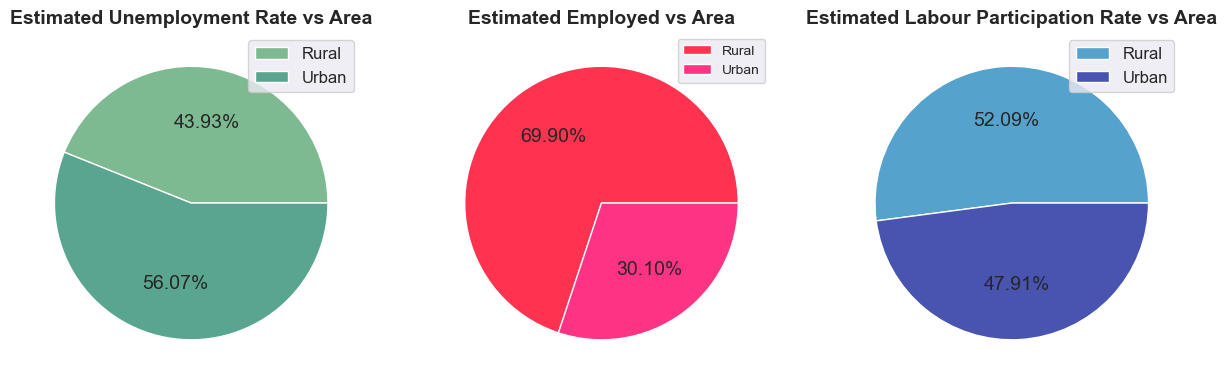 Estimated Unemployment Rate vs Area
Rural
Urban
43.93%
56.07%
Estimated Employed vs Area
Rural
Urban
69.90%
30.10%
Estimated Labour Participation Rate vs Area
Rural
Urban
52.09%
47.91%